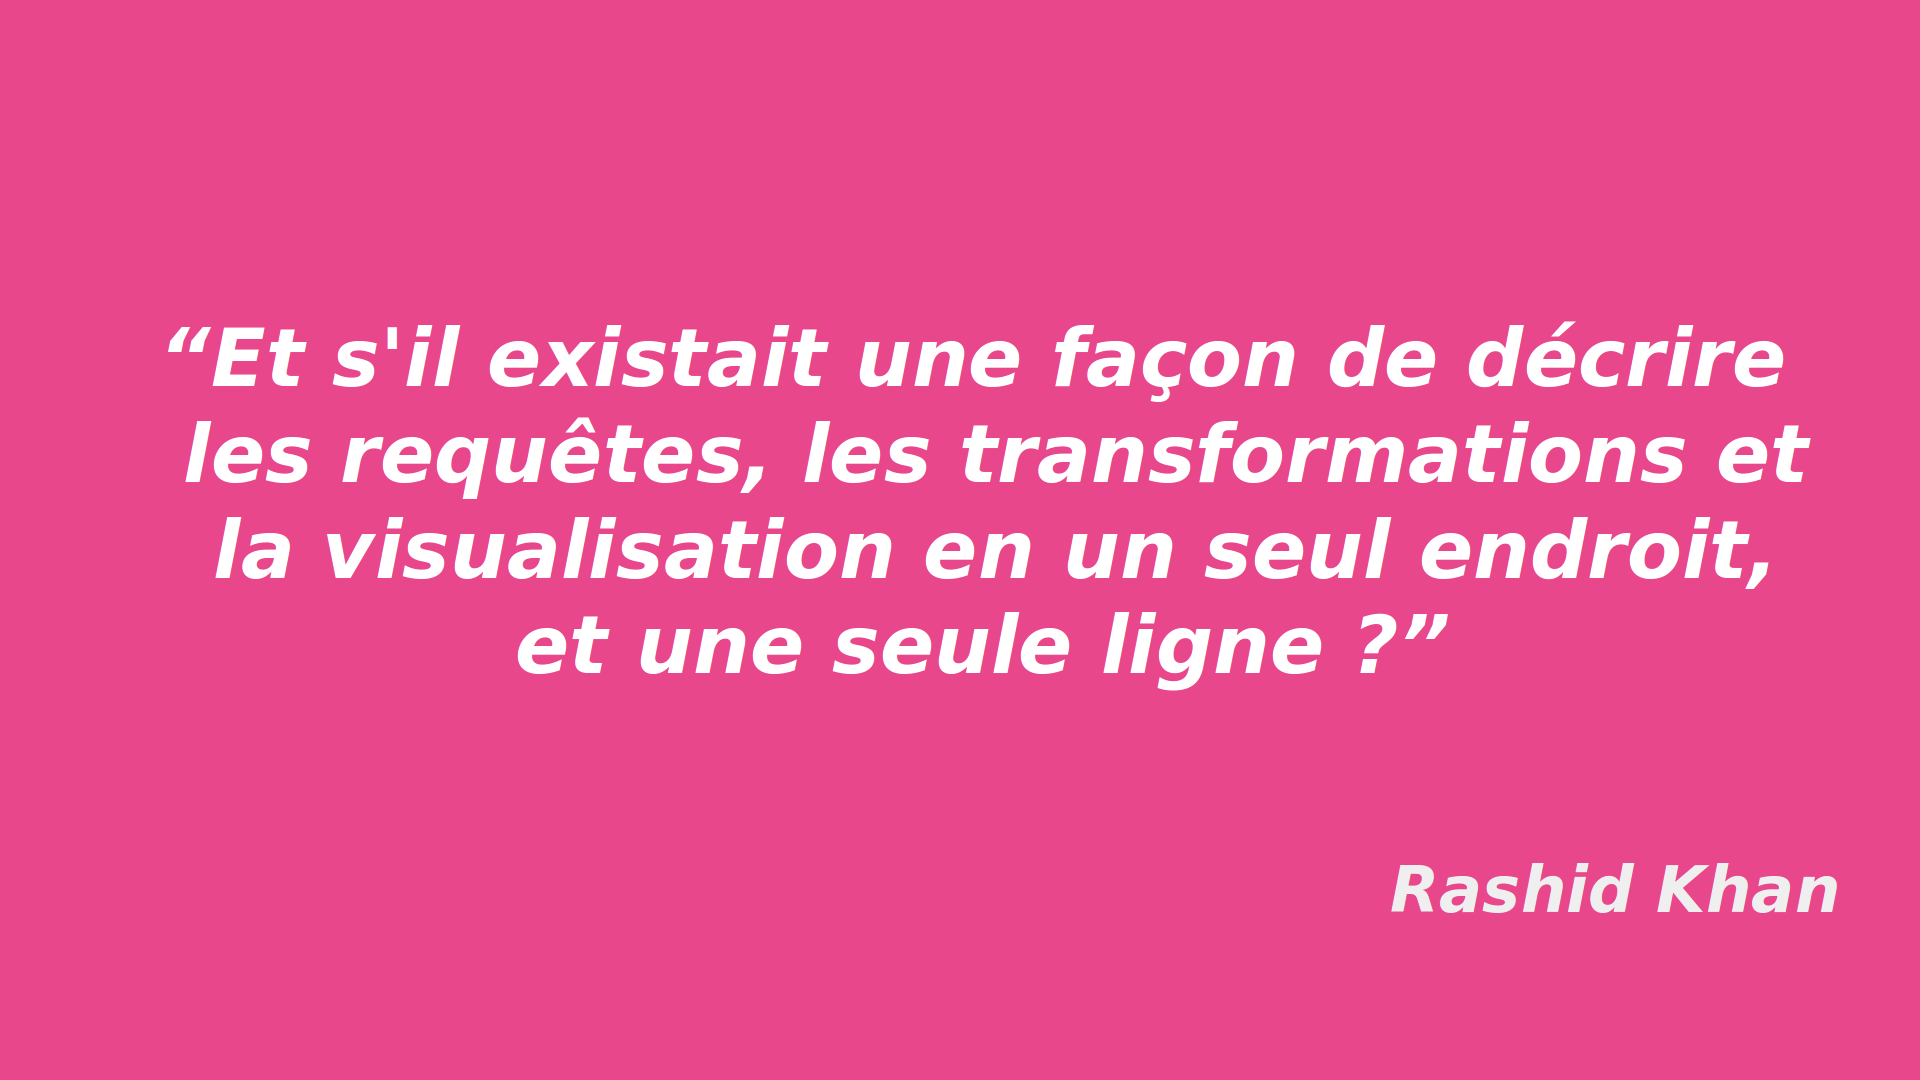 “Et s'il existait une façon de décrire
les requêtes, les transformations et
la visualisation en un seul endroit,
et une seule ligne ?”
Rashid Khan